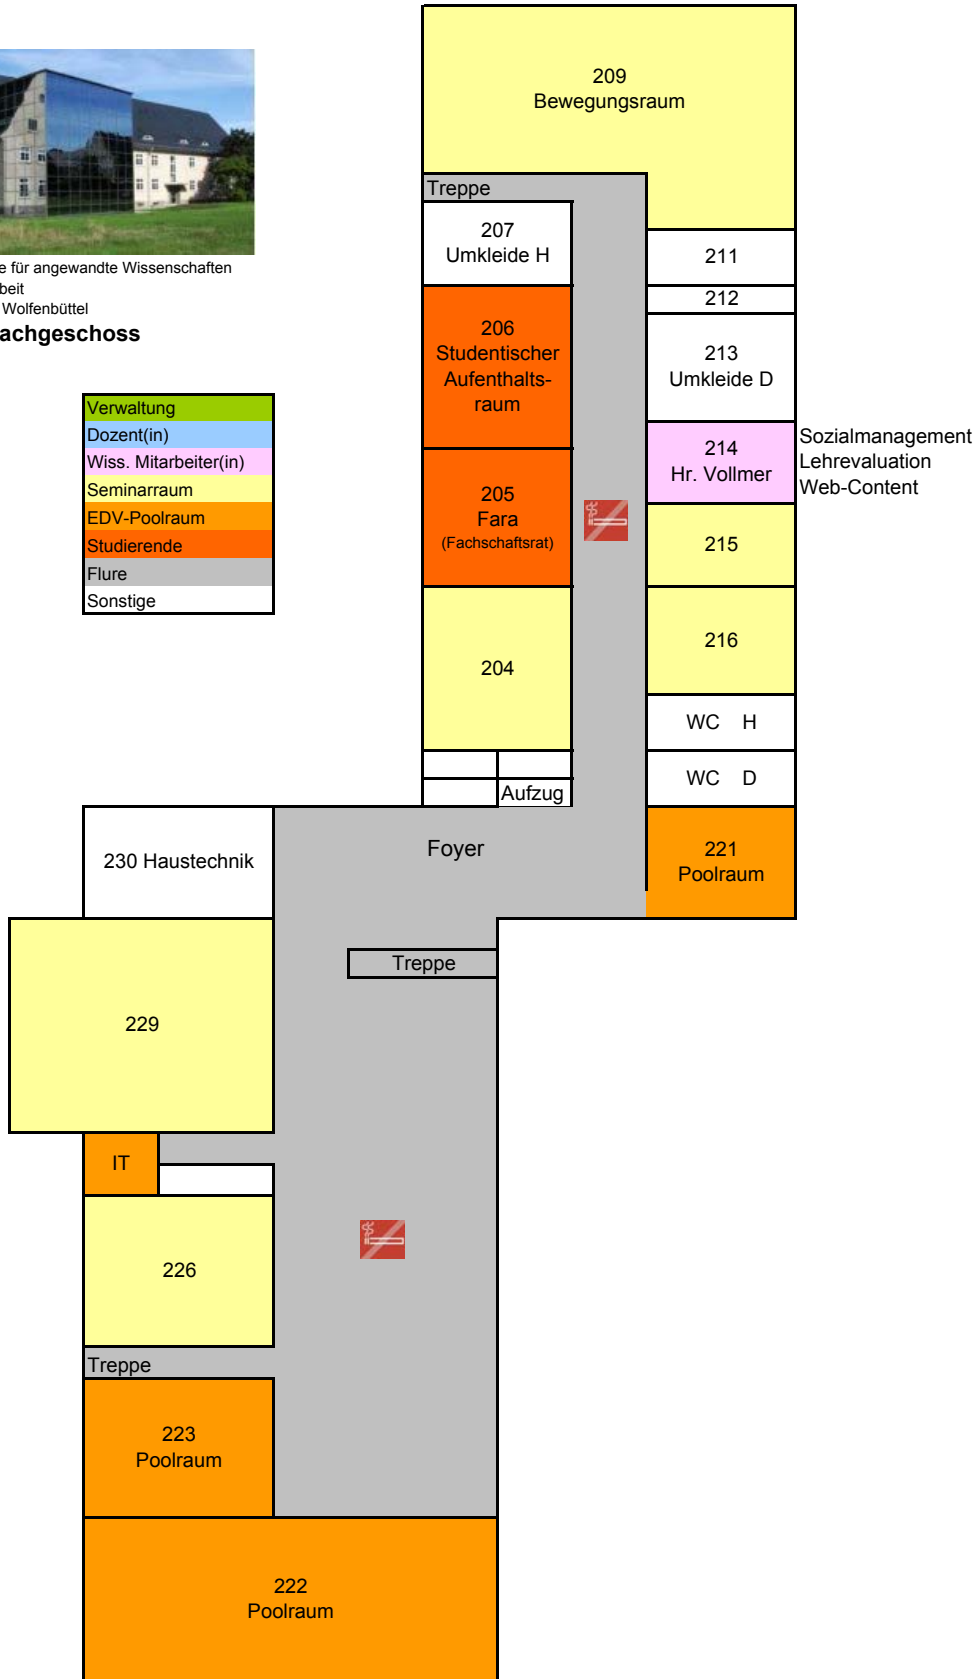 209
Bewegungsraum
Treppe
207
Umkleide H
211
212
206
Studentischer
Aufenthalts-
raum
213
Umkleide D
214
Hr. Vollmer
Sozialmanagement
Lehrevaluation
Web-Content
205
Fara
(Fachschaftsrat)
215
204
216
WC H
WC D
Aufzug
e für angewandte Wissenschaften
beit
Wolfenbüttel
achgeschoss
Verwaltung
Dozent(in)
Wiss. Mitarbeiter(in)
Seminarraum
EDV-Poolraum
Studierende
Flure
Sonstige
230 Haustechnik
Foyer
221
Poolraum
Treppe
229
IT
226
Treppe
223
Poolraum
222
Poolraum